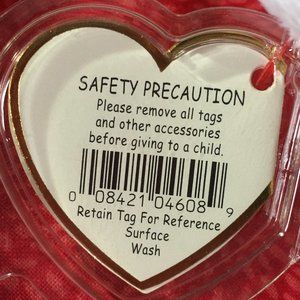 SAFETY PRECAUTION
Please remove all tags
and other accessories
before giving to a child.
0 08421 04608 9
Retain Tag For Reference
Surface
Wash